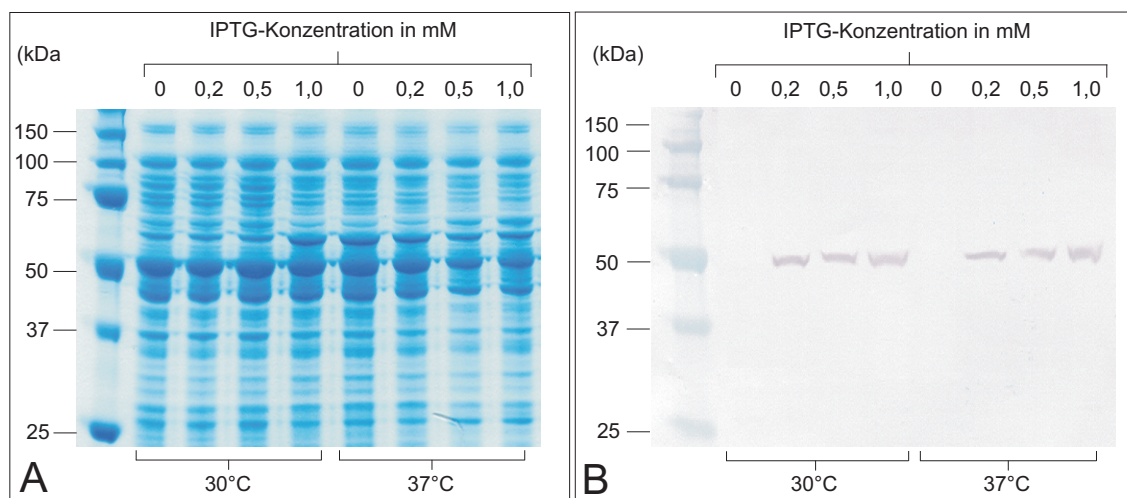 IPTG-Konzentration in mM
(kDa
0 0,2 0,5 1,0 0 0,2 0,5 1,0
150
100
75
50
37
25
A
30°C 37°C
IPTG-Konzentration in mM
(kDa)
0 0,2 0,5 1,0 0 0,2 0,5 1,0
150
100
75
50
37
25
B
30°C 37°C